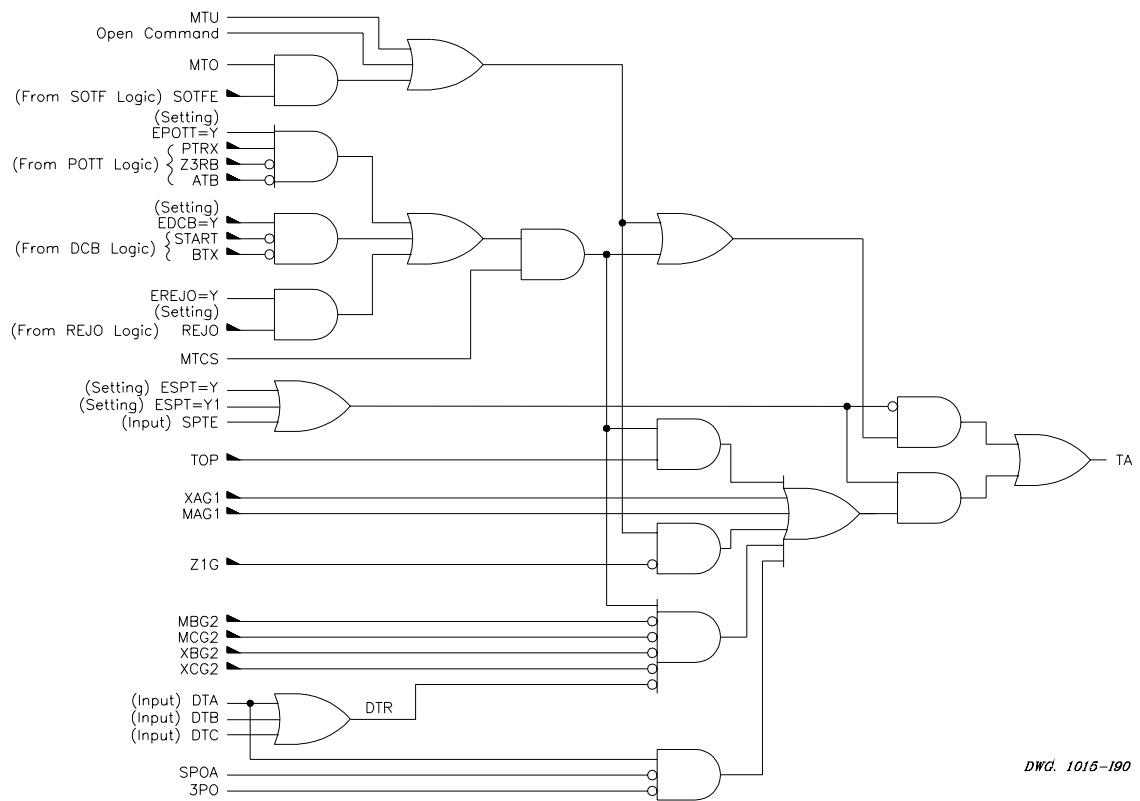 MTU
Open Command
MTO
(From SOTF Logic) SOTFE
(Setting)
EPOTT=Y
PTRX
(From POTT Logic) Z3RB
ATB
(Setting)
EDCB=Y
START
(From DCB Logic)
BTX
EREJO=Y
(Setting)
(From REJO Logic) REJO
MTCS
(Setting) ESPT=Y
(Setting) ESPT=Y1
(Input) SPTE
TA
TOP
XAG1
MAG1
Z1G
MBG2
MCG2
XBG2
XCG2
(Input) DTA
DTR
(Input) DTB
(Input) DTC
SPOA
3PO
DWG. 1015-I90